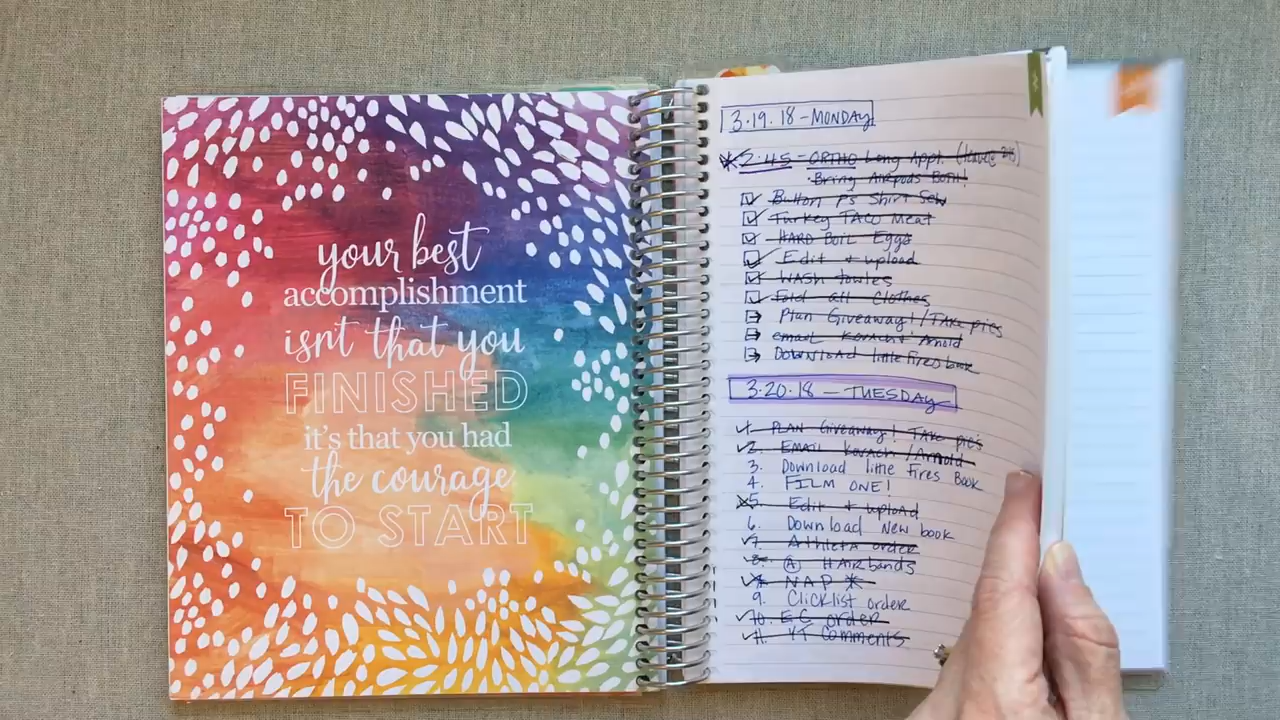 your best
accomplishment
isn't that you
FINISHED
it's that you had
the courage
TO START
3.19.18 - MONDAY
2:45 - ORTHO Long Appt. (
• Bring Airpods Both!
Button P's Shirt Sew
Turkey TACO Meat
HARD Boil Eggs
Edit + upload
WASH towles
Fold all Clothes
Plan Giveaway! / TAKE pics
email / Arnold
DOWNLOAD little fires book
3.20.18 - TUESDAY
1. PLAN Giveaway! TAKE pics
2. EMAIL / Arnold
3. Download little fires Book
4. FILM ONE!
5. Edit + uplOAD
6. Download New book
7. AthletA order
8. HAIRbands
NAP
9. Clicklist order
10. E.C. order
11. YT Comments